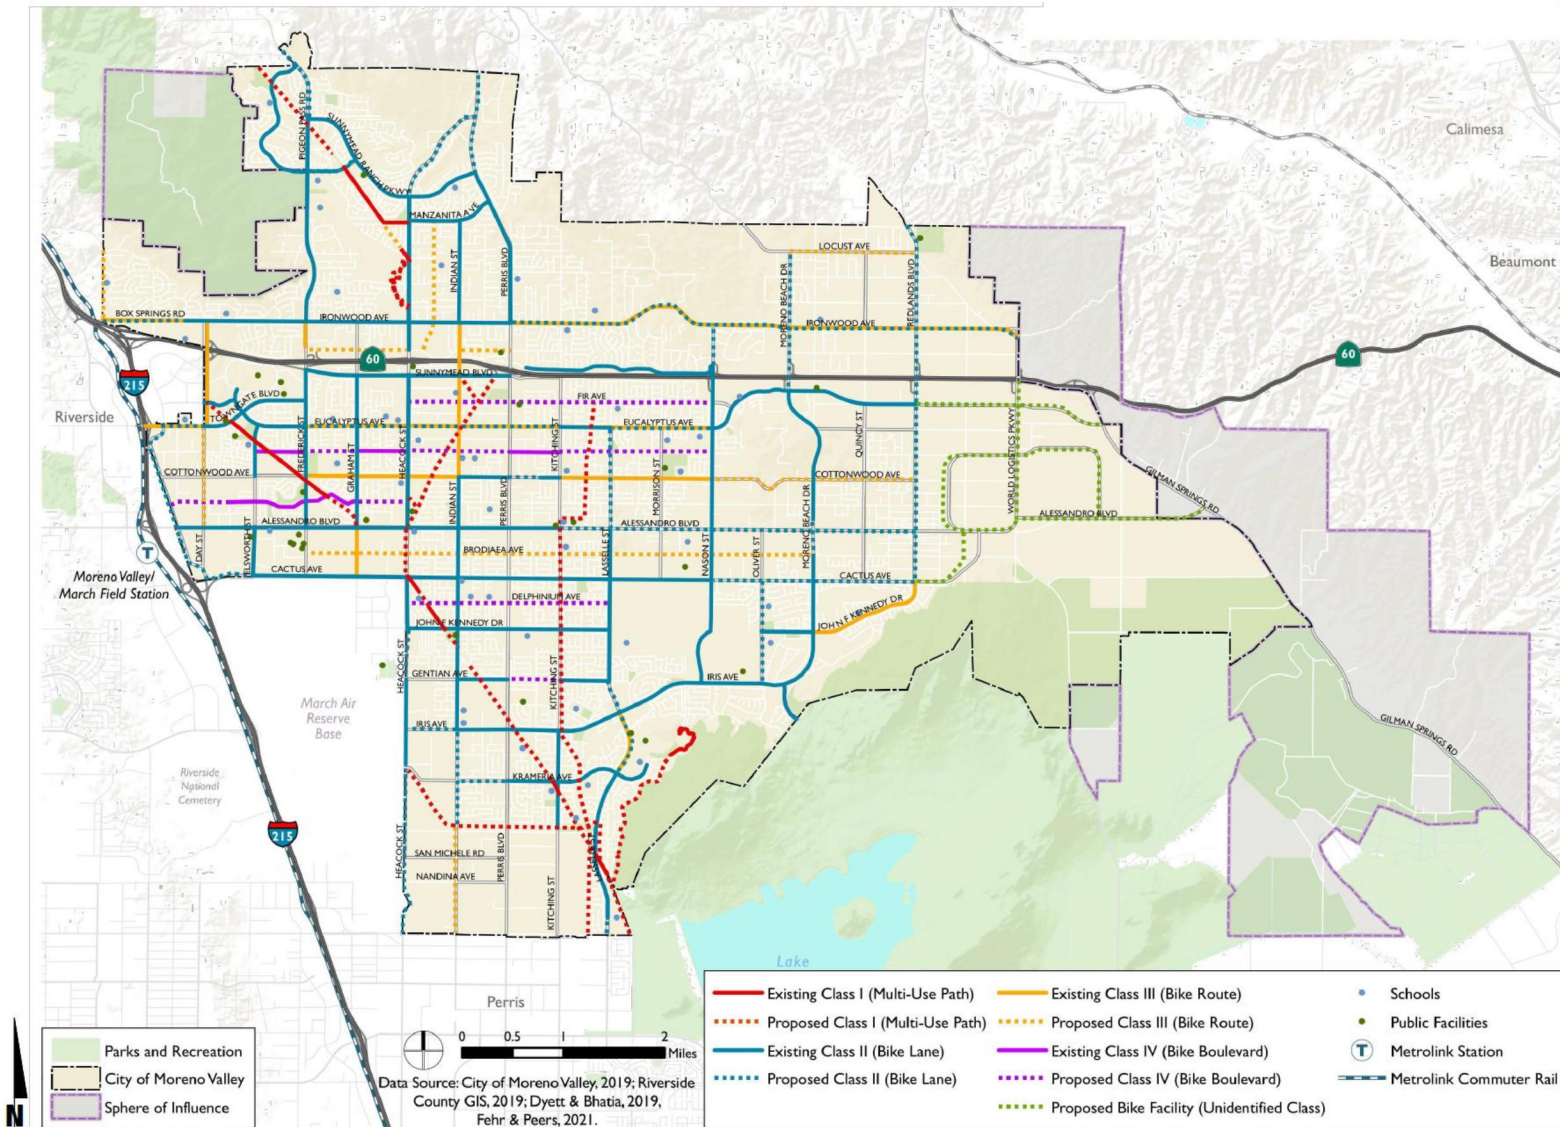 Calimesa
Beaumont
PIGEON PASS RD
SUNNYMEAD RANCH PKWY
MANZANITA AVE
INDIAN ST
PERRIS BLVD
LOCUST AVE
MORENO BEACH DR
REDLANDS BLVD
BOX SPRINGS RD
IRONWOOD AVE
IRONWOOD AVE
60
60
215
Riverside
SUNNYMEAD BLVD
TOWNGATE BLVD
FIR AVE
EUCALYPTUS AVE
EUCALYPTUS AVE
FREDERICK ST
GRAHAM ST
HEACOCK ST
KITCHING ST
MORRISON ST
QUINCY ST
WORLD LOGISTICS PKWY
COTTONWOOD AVE
COTTONWOOD AVE
GILMAN SPRINGS RD
INDIAN ST
PERRIS BLVD
MORENO BEACH DR
ALESSANDRO BLVD
ALESSANDRO BLVD
ALESSANDRO BLVD
DAY ST
ELSWORTH ST
BRODIAEA AVE
LASSELLE ST
NASON ST
OLIVER ST
T
Moreno Valley/
March Field Station
CACTUS AVE
CACTUS AVE
DELPHINIUM AVE
JOHN F KENNEDY DR
JOHN F KENNEDY DR
HEACOCK ST
GENTIAN AVE
KITCHING ST
IRIS AVE
March Air
Reserve
Base
IRIS AVE
GILMAN SPRINGS RD
Riverside
National
Cemetery
KRAMERIA AVE
215
HEACOCK ST
SAN MICHELE RD
PERRIS BLVD
NANDINA AVE
KITCHING ST
Lake
Perris
N
Parks and Recreation
City of Moreno Valley
Sphere of Influence
0 0.5 1 2
Miles
Data Source: City of Moreno Valley, 2019; Riverside
County GIS, 2019; Dyett & Bhatia, 2019,
Fehr & Peers, 2021.
Existing Class I (Multi-Use Path)
Proposed Class I (Multi-Use Path)
Existing Class II (Bike Lane)
Proposed Class II (Bike Lane)
Existing Class III (Bike Route)
Proposed Class III (Bike Route)
Existing Class IV (Bike Boulevard)
Proposed Class IV (Bike Boulevard)
Proposed Bike Facility (Unidentified Class)
Schools
Public Facilities
T
Metrolink Station
Metrolink Commuter Rail